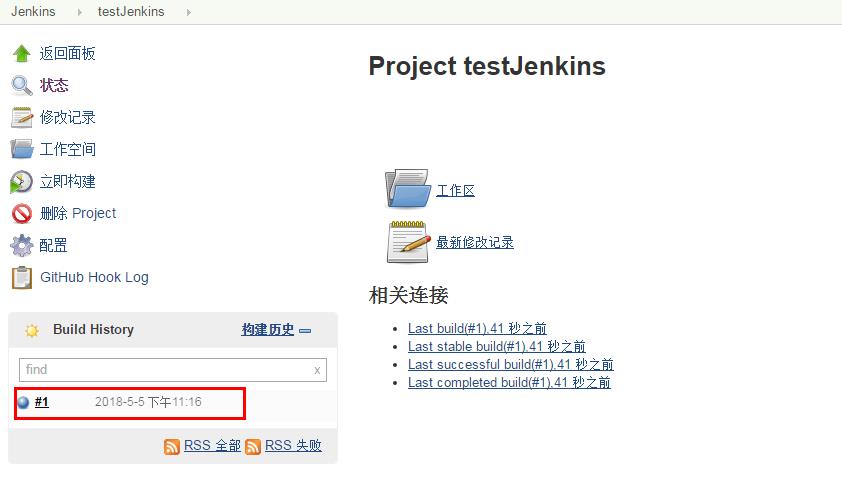 Jenkins testJenkins
返回面板
状态
修改记录
工作空间
立即构建
删除 Project
配置
GitHub Hook Log
Build History 构建历史
find x
#1 2018-5-5 下午11:16
RSS 全部 RSS 失败
Project testJenkins
工作区
最新修改记录
相关连接
Last build(#1),41 秒之前
Last stable build(#1),41 秒之前
Last successful build(#1),41 秒之前
Last completed build(#1),41 秒之前